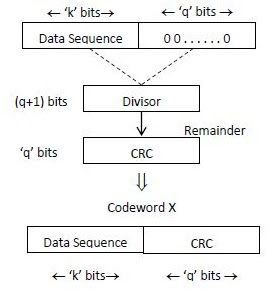 ← 'k' bits→ ← 'q' bits →
Data Sequence 0 0 . . . . . . 0
(q+1) bits Divisor
Remainder
'q' bits CRC
⇓
Codeword X
Data Sequence CRC
← 'k' bits→ ← 'q' bits →